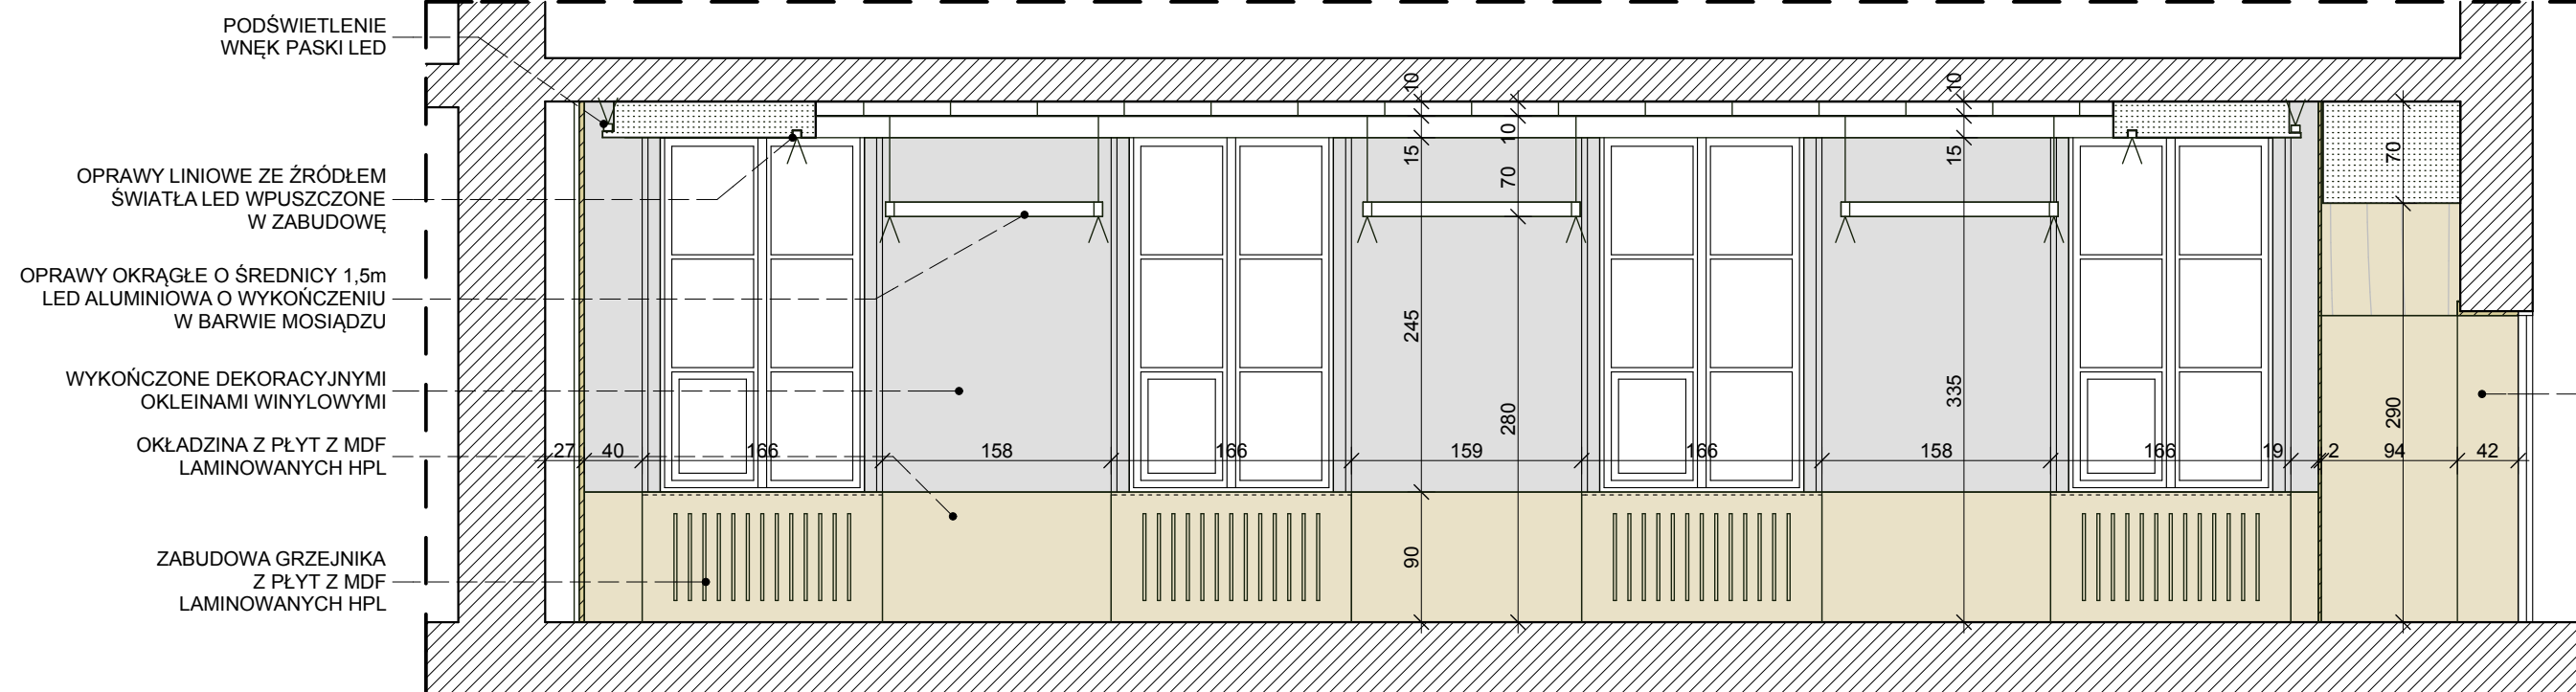 PODŚWIETLENIE
WNĘK PASKI LED
OPRAWY LINIOWE ZE ŹRÓDŁEM
ŚWIATŁA LED WPUSZCZONE
W ZABUDOWĘ
OPRAWY OKRĄGŁE O ŚREDNICY 1,5m
LED ALUMINIOWA O WYKOŃCZENIU
W BARWIE MOSIĄDZU
WYKOŃCZONE DEKORACYJNYMI
OKLEINAMI WINYLOWYMI
OKŁADZINA Z PŁYT Z MDF
LAMINOWANYCH HPL
ZABUDOWA GRZEJNIKA
Z PŁYT Z MDF
LAMINOWANYCH HPL
10
15
245
90
10
70
280
10
15
335
70
290
27 40 166 158 166 159 166 158 166 19 2 94 42